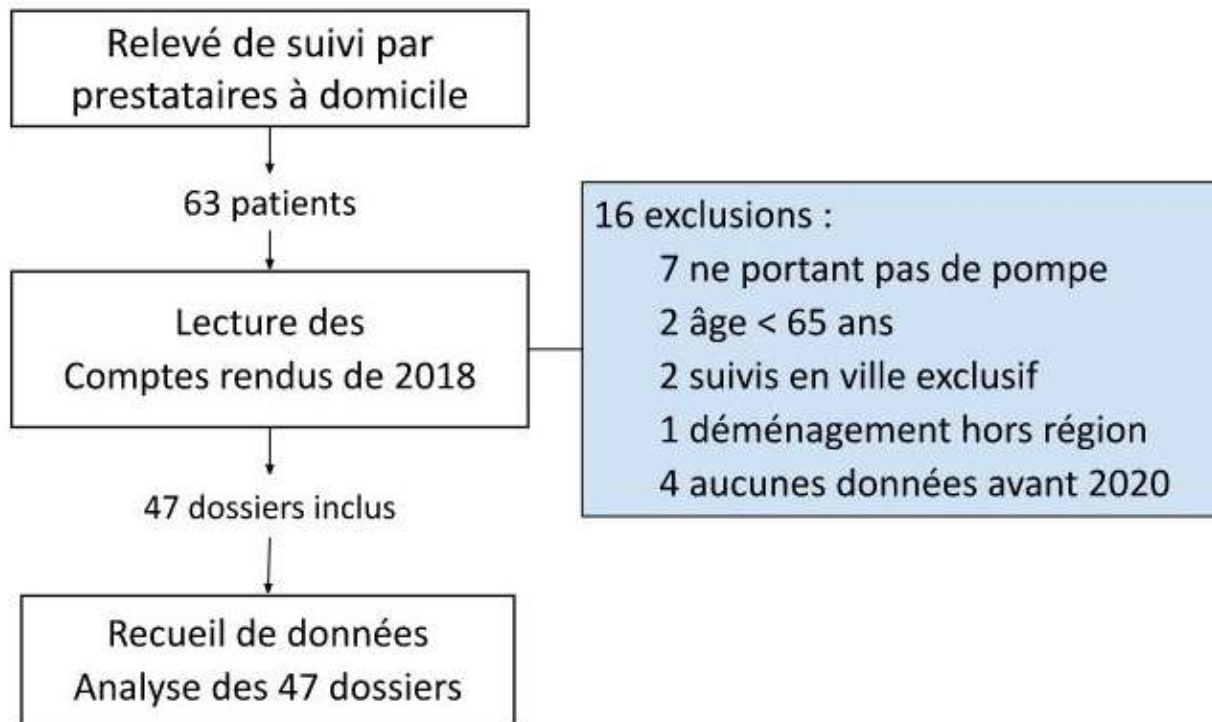 Relevé de suivi par
prestataires à domicile
63 patients
Lecture des
Comptes rendus de 2018
16 exclusions :
7 ne portant pas de pompe
2 âge < 65 ans
2 suivis en ville exclusif
1 déménagement hors région
4 aucunes données avant 2020
47 dossiers inclus
Recueil de données
Analyse des 47 dossiers